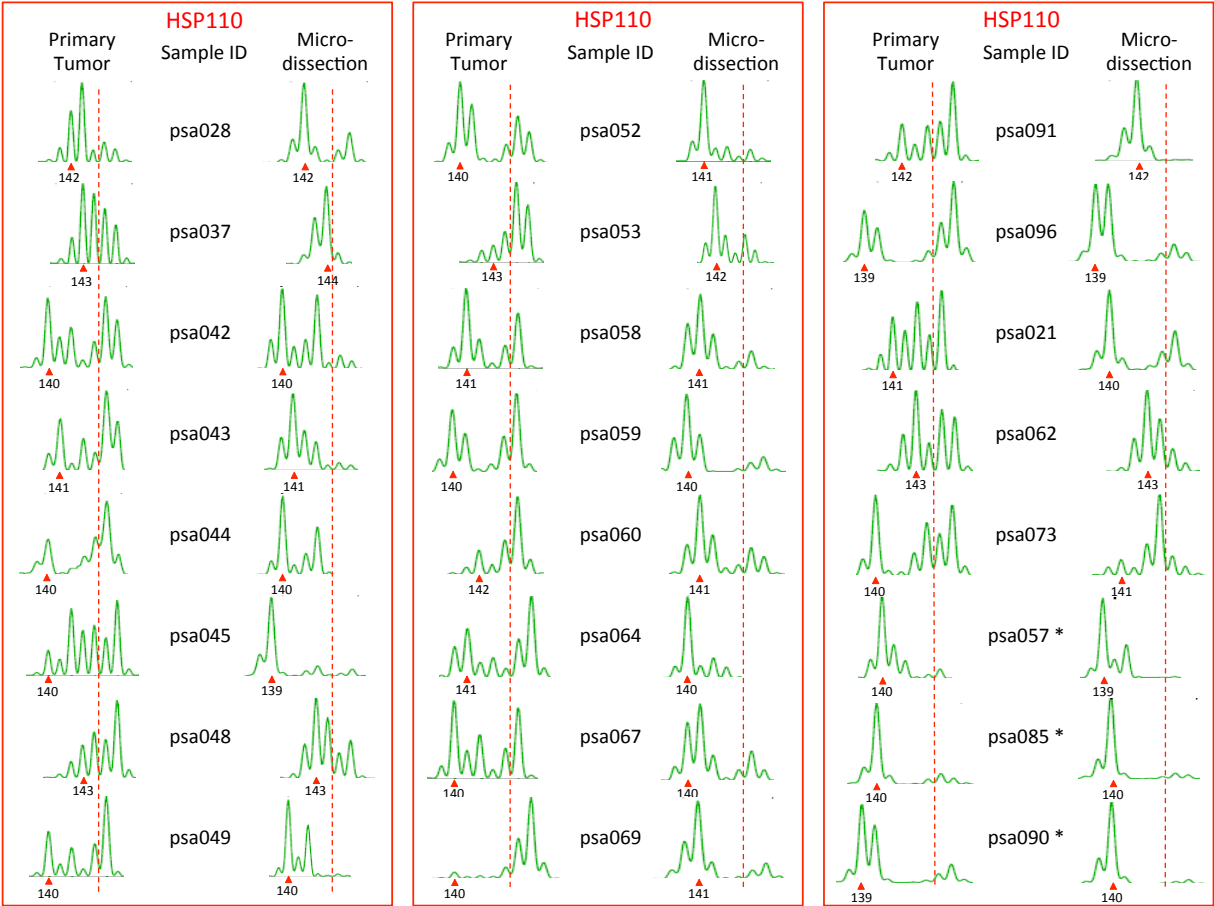 HSP110
Primary
Tumor
Sample ID
Micro-
dissection
psa028
142
142
psa037
143
144
psa042
140
140
psa043
141
141
psa044
140
140
psa045
140
139
psa048
143
143
psa049
140
140
HSP110
Primary
Tumor
Sample ID
Micro-
dissection
psa052
140
141
psa053
143
142
psa058
141
141
psa059
140
140
psa060
142
141
psa064
141
140
psa067
140
140
psa069
140
141
HSP110
Primary
Tumor
Sample ID
Micro-
dissection
psa091
142
142
psa096
139
139
psa021
141
140
psa062
143
143
psa073
140
141
psa057 *
140
139
psa085 *
140
140
psa090 *
139
140